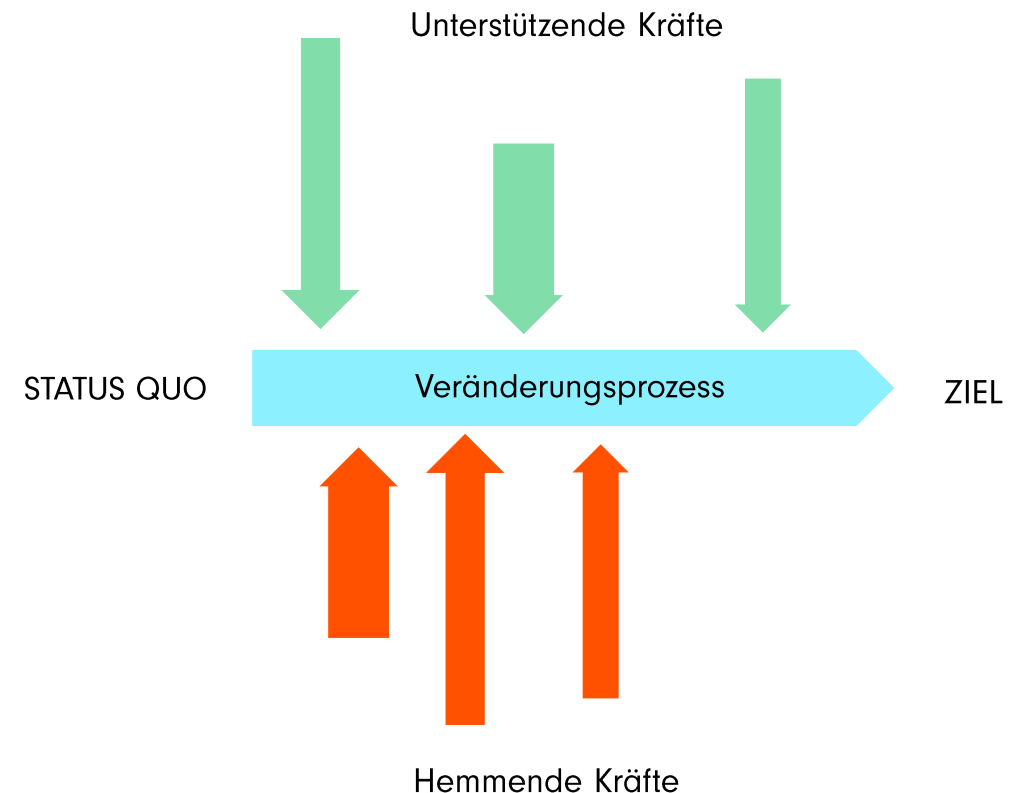 Unterstützende Kräfte
STATUS QUO
Veränderungsprozess
ZIEL
Hemmende Kräfte